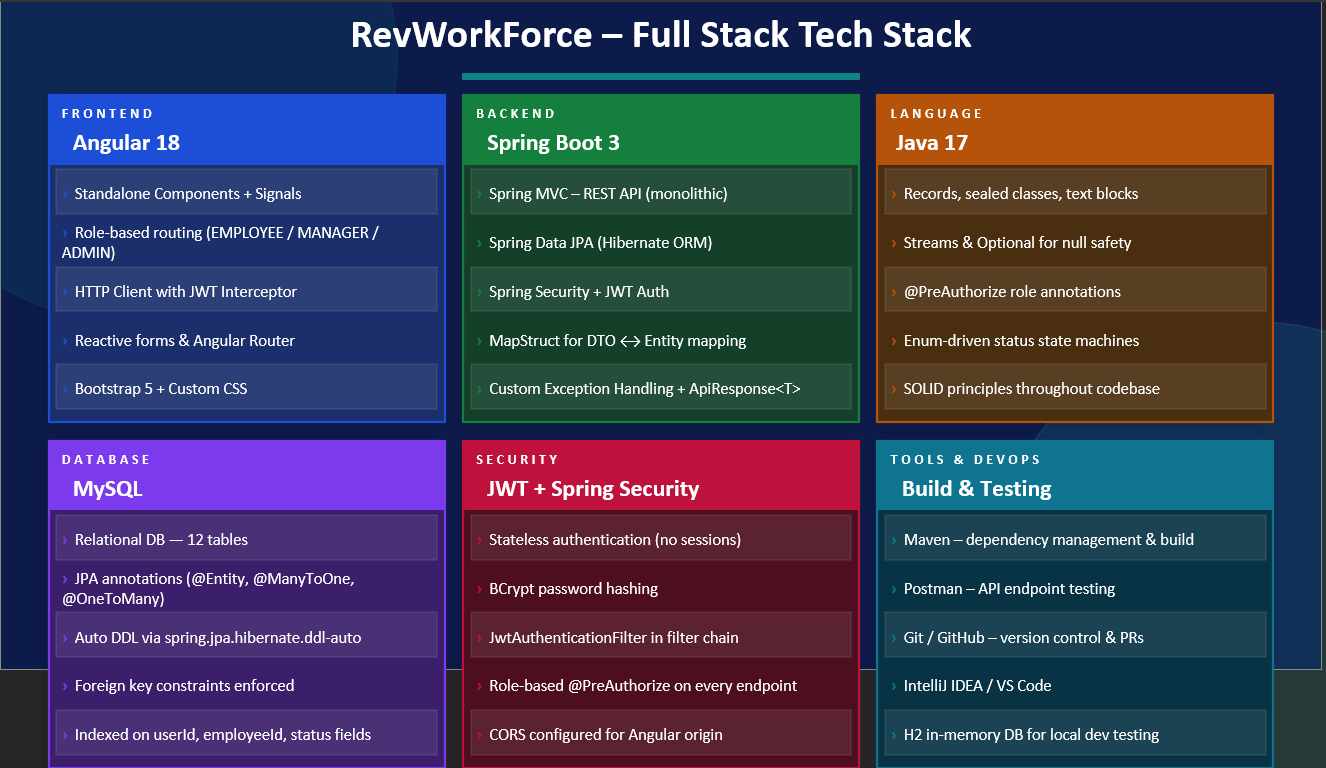 RevWorkForce – Full Stack Tech Stack
FRONTEND
Angular 18
› Standalone Components + Signals
› Role-based routing (EMPLOYEE / MANAGER /
ADMIN)
› HTTP Client with JWT Interceptor
› Reactive forms & Angular Router
› Bootstrap 5 + Custom CSS
BACKEND
Spring Boot 3
› Spring MVC – REST API (monolithic)
› Spring Data JPA (Hibernate ORM)
› Spring Security + JWT Auth
› MapStruct for DTO ↔ Entity mapping
› Custom Exception Handling + ApiResponse<T>
LANGUAGE
Java 17
› Records, sealed classes, text blocks
› Streams & Optional for null safety
› @PreAuthorize role annotations
› Enum-driven status state machines
› SOLID principles throughout codebase
DATABASE
MySQL
› Relational DB — 12 tables
› JPA annotations (@Entity, @ManyToOne,
@OneToMany)
› Auto DDL via spring.jpa.hibernate.ddl-auto
› Foreign key constraints enforced
› Indexed on userId, employeeId, status fields
SECURITY
JWT + Spring Security
› Stateless authentication (no sessions)
› BCrypt password hashing
› JwtAuthenticationFilter in filter chain
› Role-based @PreAuthorize on every endpoint
› CORS configured for Angular origin
TOOLS & DEVOPS
Build & Testing
› Maven – dependency management & build
› Postman – API endpoint testing
› Git / GitHub – version control & PRs
› IntelliJ IDEA / VS Code
› H2 in-memory DB for local dev testing